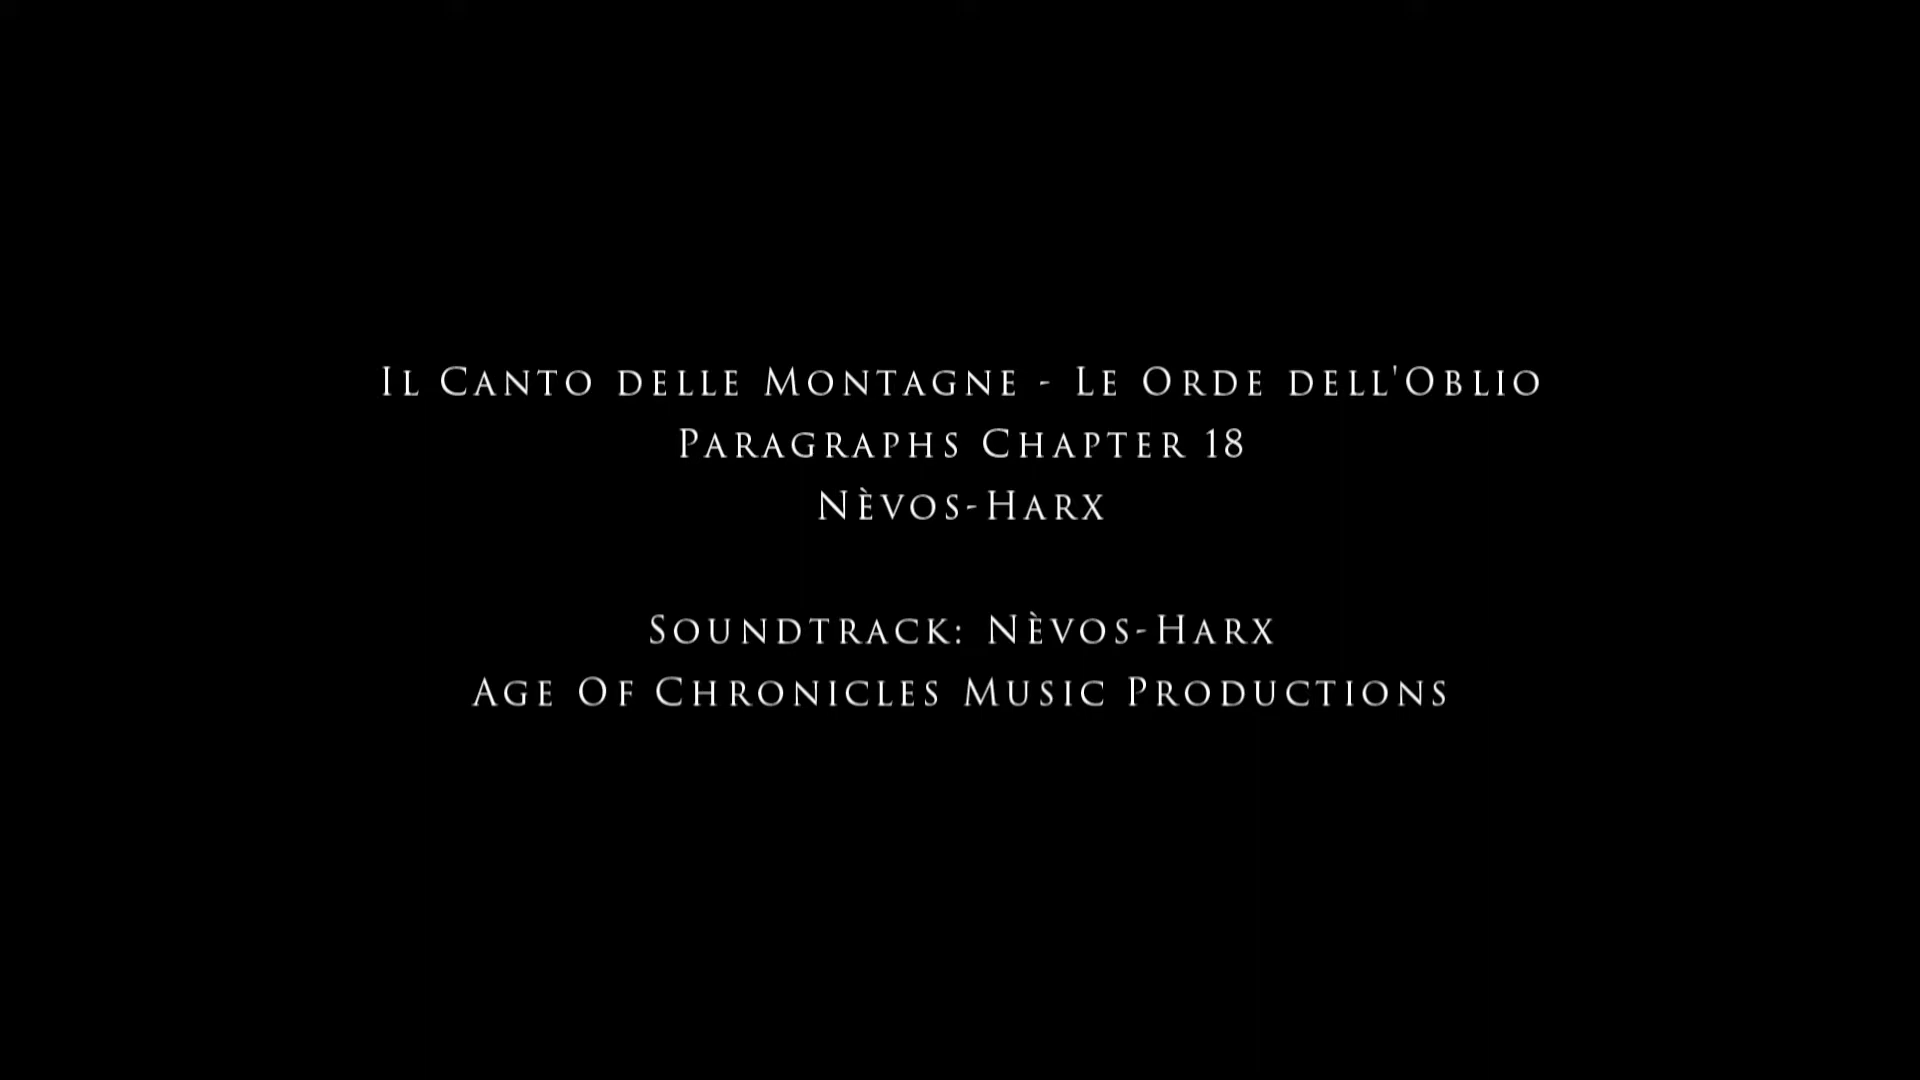 Il Canto delle Montagne - Le Orde dell'Oblio
Paragraphs Chapter 18
Nèvos-Harx
Soundtrack: Nèvos-Harx
Age Of Chronicles Music Productions